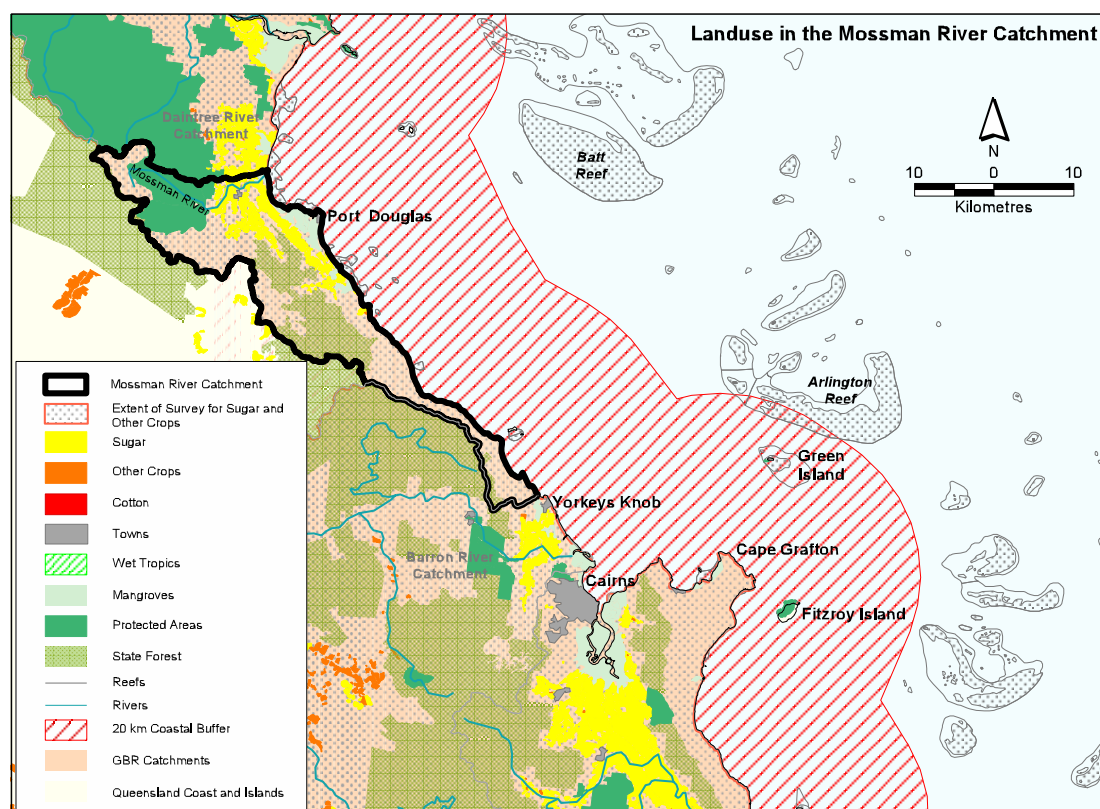 Landuse in the Mossman River Catchment
Daintree River
Catchment
Mossman River
Port Douglas
Batt
Reef
N
10 0 10
Kilometres
Arlington
Reef
Green
Island
Yorkeys Knob
Cape Grafton
Barron River
Catchment
Cairns
Fitzroy Island
Mossman River Catchment
Extent of Survey for Sugar and
Other Crops
Sugar
Other Crops
Cotton
Towns
Wet Tropics
Mangroves
Protected Areas
State Forest
Reefs
Rivers
20 km Coastal Buffer
GBR Catchments
Queensland Coast and Islands